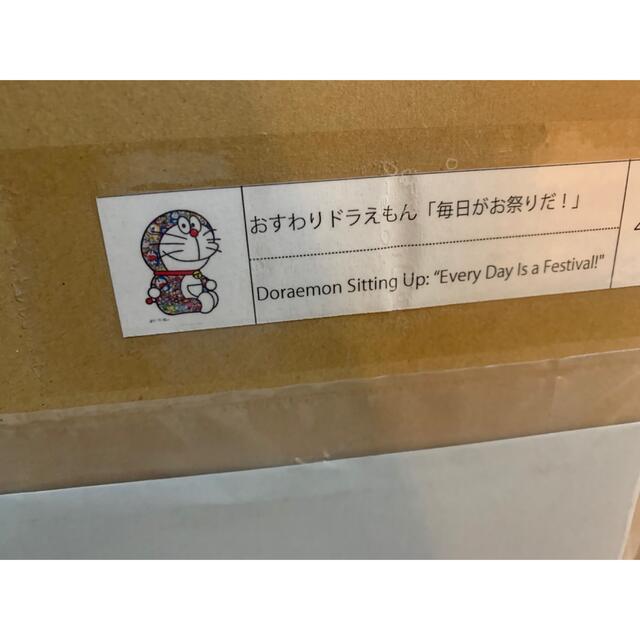 おすわりドラえもん「毎日がお祭りだ！」
Doraemon Sitting Up: “Every Day Is a Festival!"